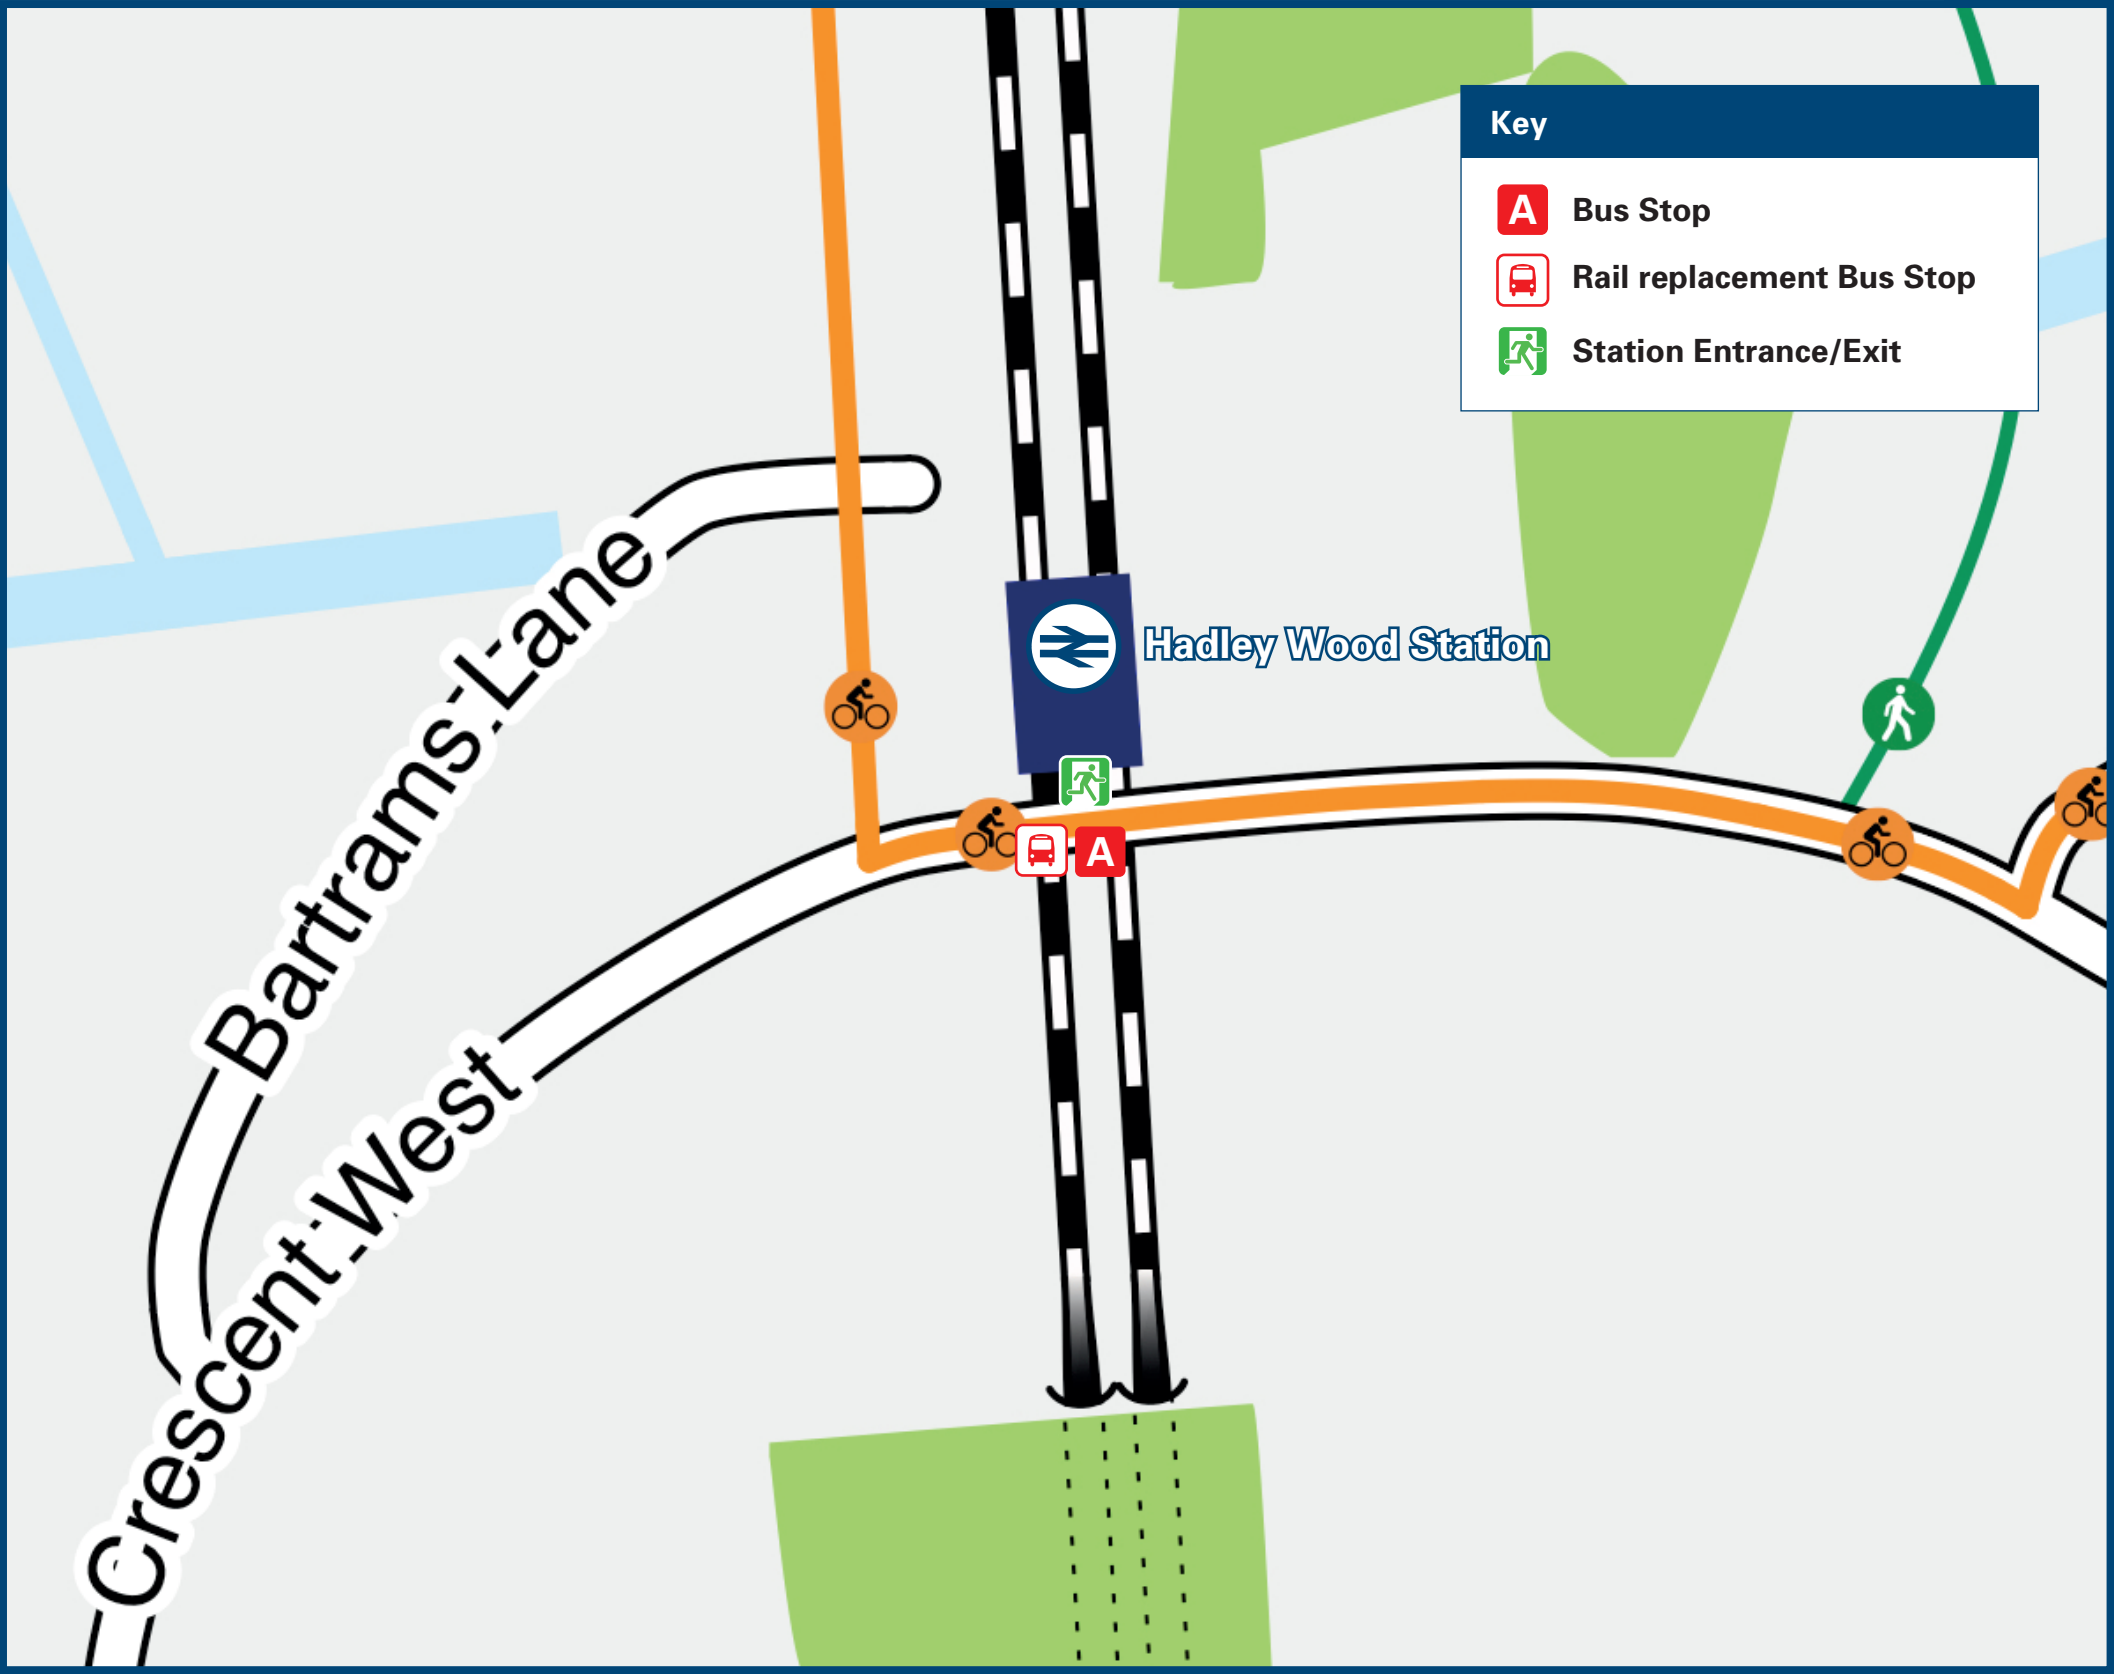 Key
A Bus Stop
Rail replacement Bus Stop
Station Entrance/Exit
Bartrams Lane
Hadley Wood Station
A
Crescent West